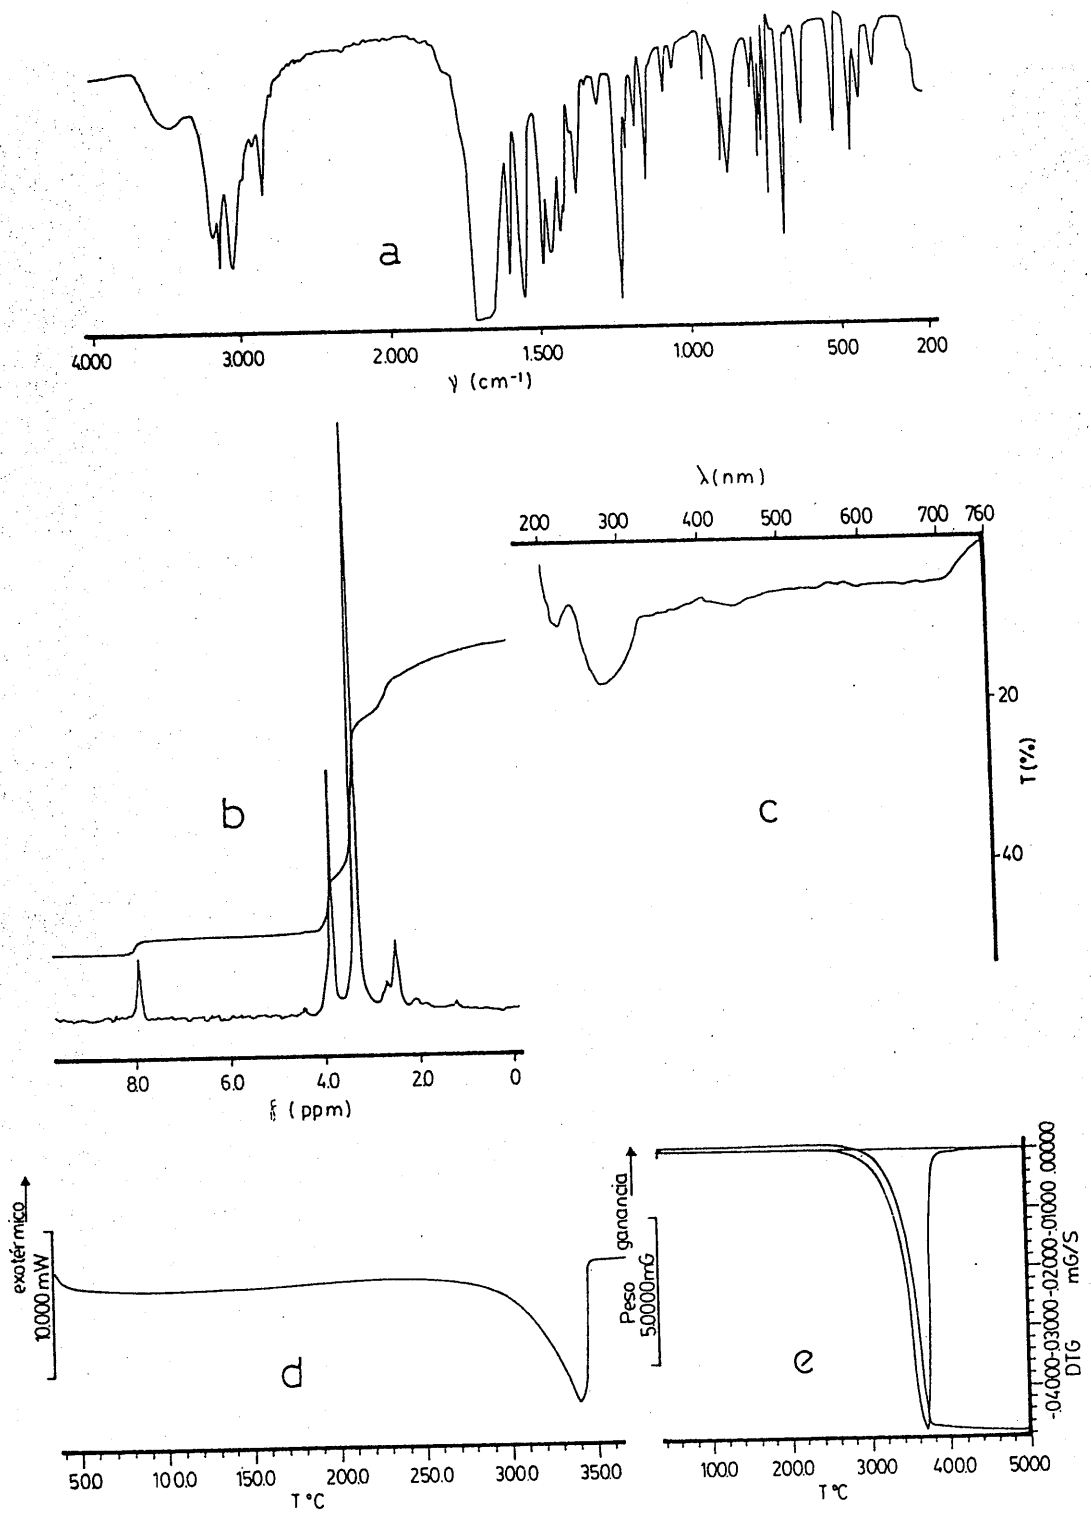 a
4.000 3.000 2.000 1.500 1.000 500 200
γ (cm⁻¹)
λ(nm)
200 300 400 500 600 700 760
20
T(%)
40
b
c
8.0 6.0 4.0 2.0 0
(ppm)
exotérmico
10.000 mW
d
50.0 100.0 150.0 200.0 250.0 300.0 350.0
T °C
Peso ganancia
5.0000mG
e
-.04000 -.03000 -.02000 -.01000 .00000
DTG mG/S
100.0 200.0 300.0 400.0 500.0
T °C